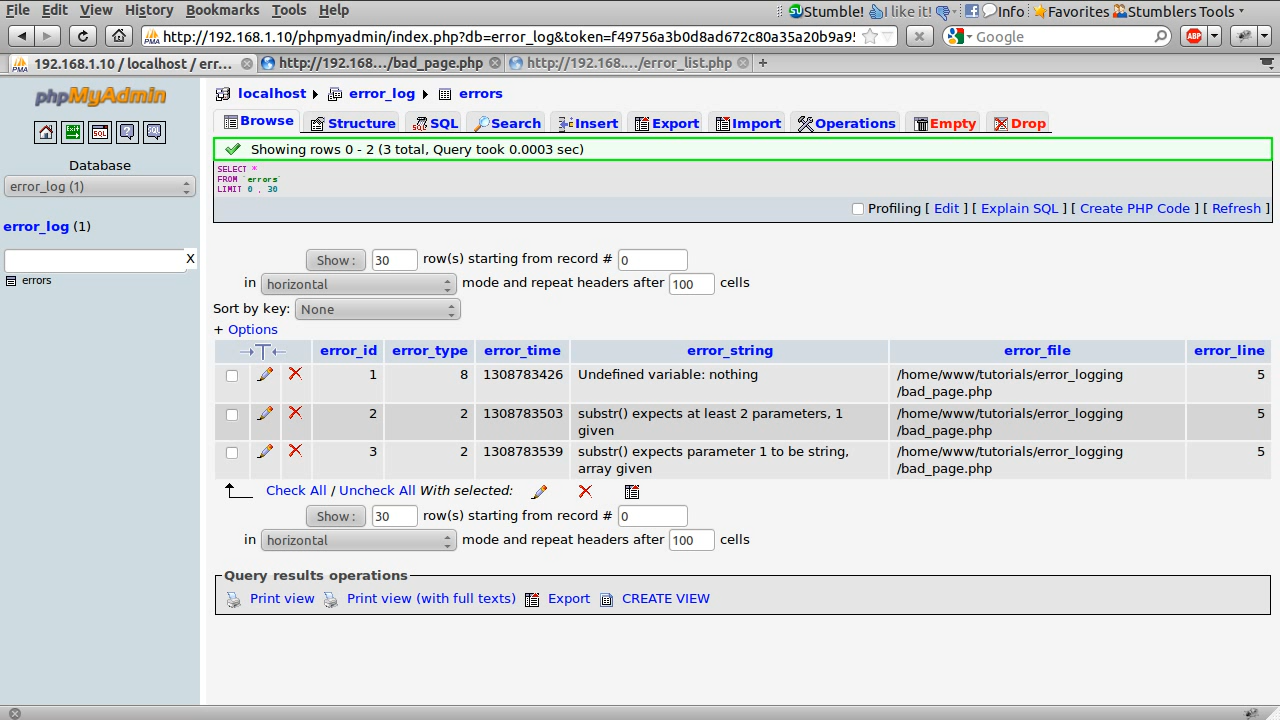 File Edit View History Bookmarks Tools Help Stumble! I like it! Info Favorites Stumblers Tools
http://192.168.1.10/phpmyadmin/index.php?db=error_log&token=f49756a3b0d8ad672c80a35a20b9a9 Google
192.168.1.10 / localhost / err... http://192.168.../bad_page.php http://192.168..../error_list.php
phpMyAdmin
Database
error_log (1)
error_log (1)
X
errors
localhost error_log errors
Browse Structure SQL Search Insert Export Import Operations Empty Drop
Showing rows 0 - 2 (3 total, Query took 0.0003 sec)
SELECT *
FROM `errors`
LIMIT 0 , 30
Profiling [ Edit ] [ Explain SQL ] [ Create PHP Code ] [ Refresh ]
Show : 30 row(s) starting from record # 0
in horizontal mode and repeat headers after 100 cells
Sort by key: None
+ Options
error_id error_type error_time error_string error_file error_line
1 8 1308783426 Undefined variable: nothing /home/www/tutorials/error_logging 5
/bad_page.php
2 2 1308783503 substr() expects at least 2 parameters, 1 /home/www/tutorials/error_logging 5
given /bad_page.php
3 2 1308783539 substr() expects parameter 1 to be string, /home/www/tutorials/error_logging 5
array given /bad_page.php
Check All / Uncheck All With selected:
Show : 30 row(s) starting from record # 0
in horizontal mode and repeat headers after 100 cells
Query results operations
Print view Print view (with full texts) Export CREATE VIEW